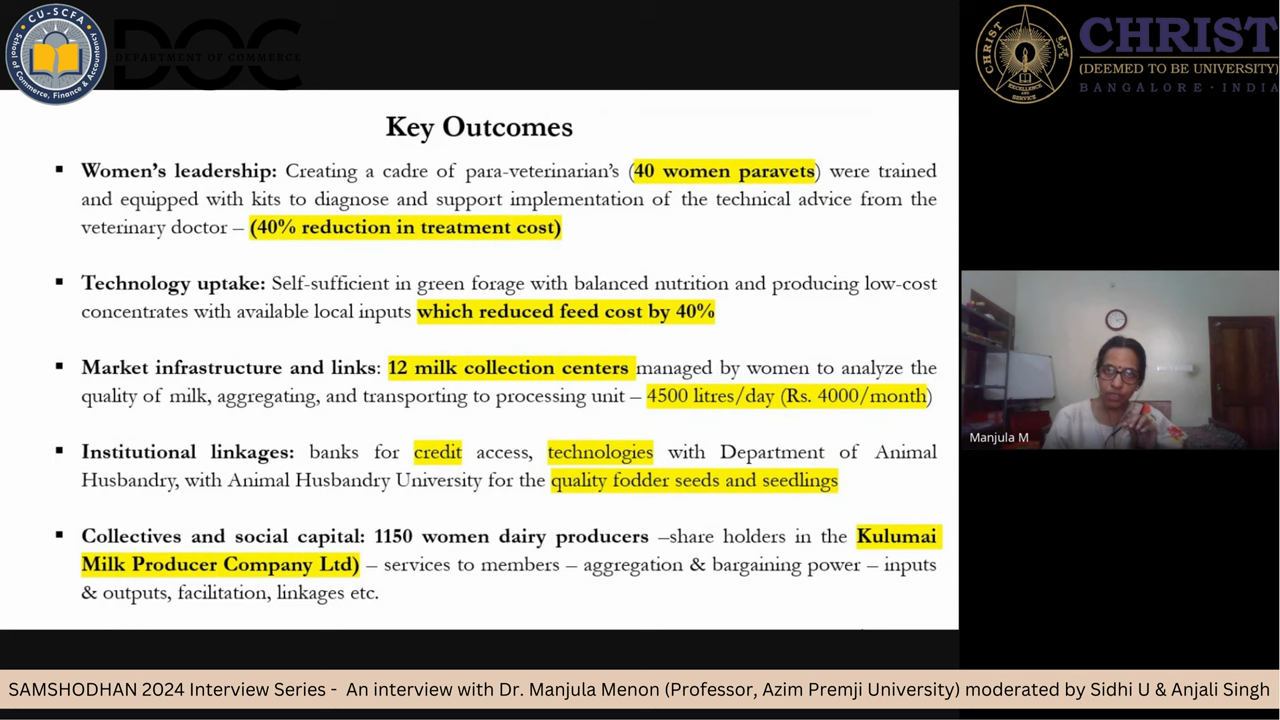 CU-SCFA
School of Commerce, Finance & Accountancy
DOC
DEPARTMENT OF COMMERCE
CHRIST
EXCELLENCE AND SERVICE
CHRIST
(DEEMED TO BE UNIVERSITY)
BANGALORE · INDIA
Key Outcomes
▪ Women’s leadership: Creating a cadre of para-veterinarian’s (40 women paravets) were trained
and equipped with kits to diagnose and support implementation of the technical advice from the
veterinary doctor – (40% reduction in treatment cost)
▪ Technology uptake: Self-sufficient in green forage with balanced nutrition and producing low-cost
concentrates with available local inputs which reduced feed cost by 40%
▪ Market infrastructure and links: 12 milk collection centers managed by women to analyze the
quality of milk, aggregating, and transporting to processing unit – 4500 litres/day (Rs. 4000/month)
▪ Institutional linkages: banks for credit access, technologies with Department of Animal
Husbandry, with Animal Husbandry University for the quality fodder seeds and seedlings
▪ Collectives and social capital: 1150 women dairy producers –share holders in the Kulumai
Milk Producer Company Ltd) – services to members – aggregation & bargaining power – inputs
& outputs, facilitation, linkages etc.
Manjula M
SAMSHODHAN 2024 Interview Series - An interview with Dr. Manjula Menon (Professor, Azim Premji University) moderated by Sidhi U & Anjali Singh